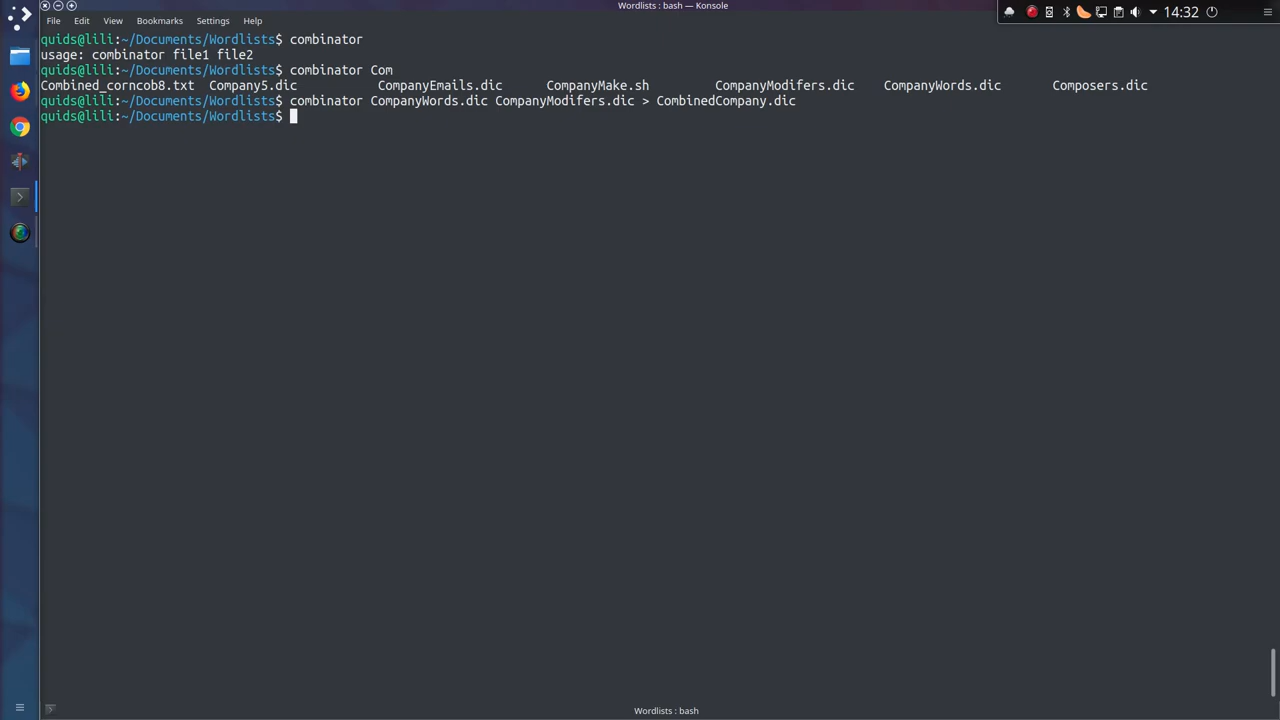 Wordlists : bash — Konsole
14:32
File Edit View Bookmarks Settings Help
quids@lili:~/Documents/Wordlists$ combinator
usage: combinator file1 file2
quids@lili:~/Documents/Wordlists$ combinator Com
Combined_corncob8.txt Company5.dic CompanyEmails.dic CompanyMake.sh CompanyModifers.dic CompanyWords.dic Composers.dic
quids@lili:~/Documents/Wordlists$ combinator CompanyWords.dic CompanyModifers.dic > CombinedCompany.dic
quids@lili:~/Documents/Wordlists$
Wordlists : bash